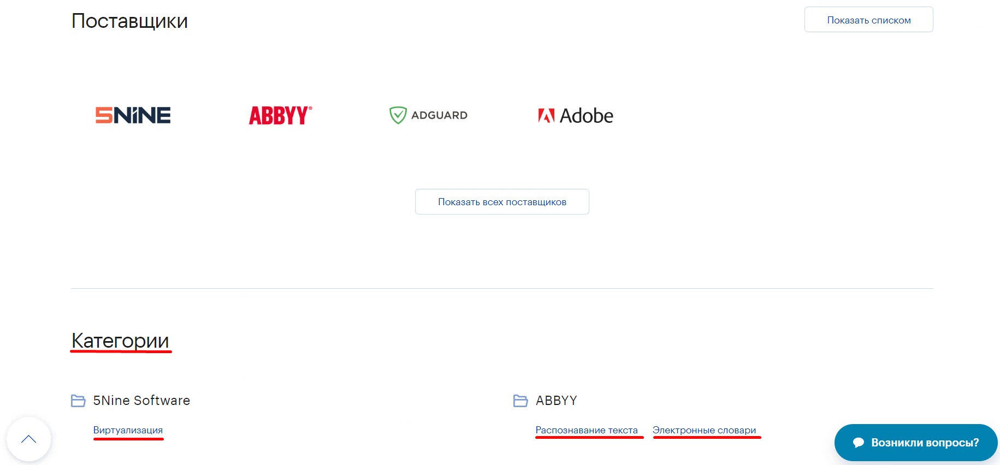 Поставщики
Показать списком
5NINE
ABBYY®
ADGUARD
Adobe
Показать всех поставщиков
Категории
5Nine Software
ABBYY
Виртуализация
Распознавание текста
Электронные словари
Возникли вопросы?